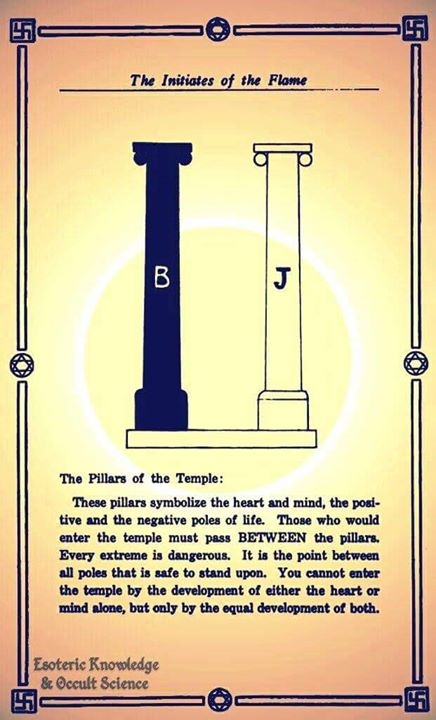 The Initiates of the Flame
B
J
The Pillars of the Temple:
These pillars symbolize the heart and mind, the posi-
tive and the negative poles of life. Those who would
enter the temple must pass BETWEEN the pillars.
Every extreme is dangerous. It is the point between
all poles that is safe to stand upon. You cannot enter
the temple by the development of either the heart or
mind alone, but only by the equal development of both.
Esoteric Knowledge
& Occult Science